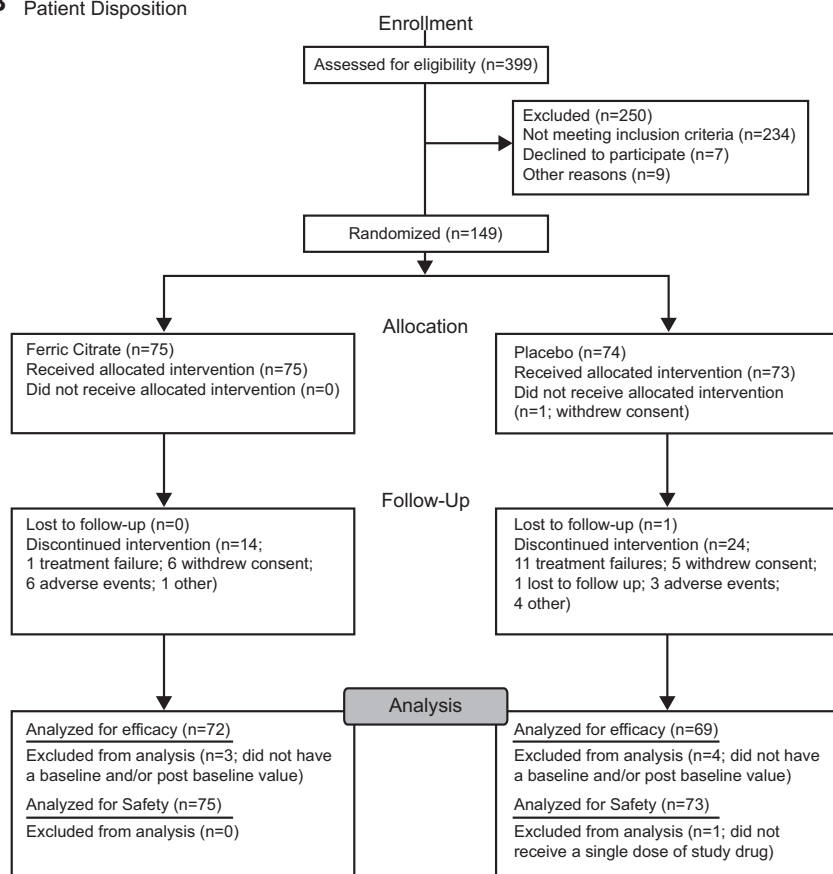 B Patient Disposition
Enrollment
Assessed for eligibility (n=399)
Excluded (n=250)
Not meeting inclusion criteria (n=234)
Declined to participate (n=7)
Other reasons (n=9)
Randomized (n=149)
Allocation
Ferric Citrate (n=75)
Received allocated intervention (n=75)
Did not receive allocated intervention (n=0)
Placebo (n=74)
Received allocated intervention (n=73)
Did not receive allocated intervention
(n=1; withdrew consent)
Follow-Up
Lost to follow-up (n=0)
Discontinued intervention (n=14;
1 treatment failure; 6 withdrew consent;
6 adverse events; 1 other)
Lost to follow-up (n=1)
Discontinued intervention (n=24;
11 treatment failures; 5 withdrew consent;
1 lost to follow up; 3 adverse events;
4 other)
Analysis
Analyzed for efficacy (n=72)
Excluded from analysis (n=3; did not have
a baseline and/or post baseline value)
Analyzed for Safety (n=75)
Excluded from analysis (n=0)
Analyzed for efficacy (n=69)
Excluded from analysis (n=4; did not have
a baseline and/or post baseline value)
Analyzed for Safety (n=73)
Excluded from analysis (n=1; did not
receive a single dose of study drug)